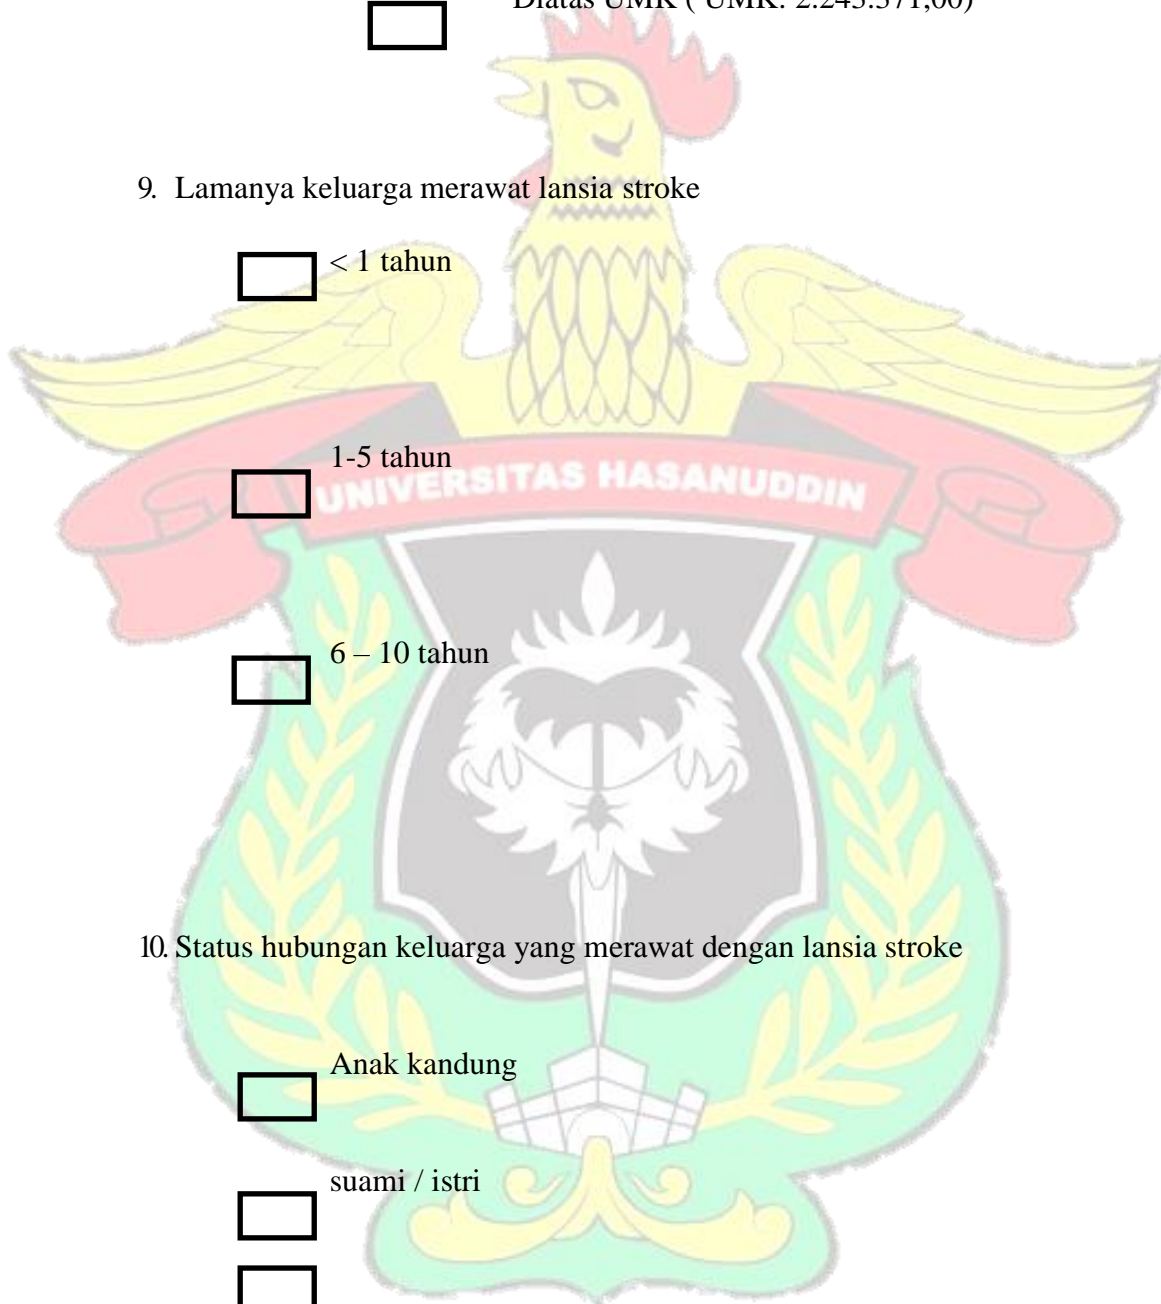 Diatas UMK ( UMK. 2.243.371,00)
9. Lamanya keluarga merawat lansia stroke
< 1 tahun
1-5 tahun
UNIVERSITAS HASANUDDIN
6 – 10 tahun
10. Status hubungan keluarga yang merawat dengan lansia stroke
Anak kandung
suami / istri